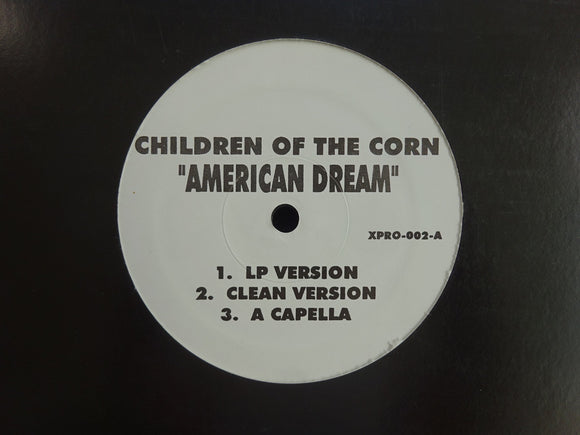 CHILDREN OF THE CORN
"AMERICAN DREAM"
XPRO-002-A
1. LP VERSION
2. CLEAN VERSION
3. A CAPELLA